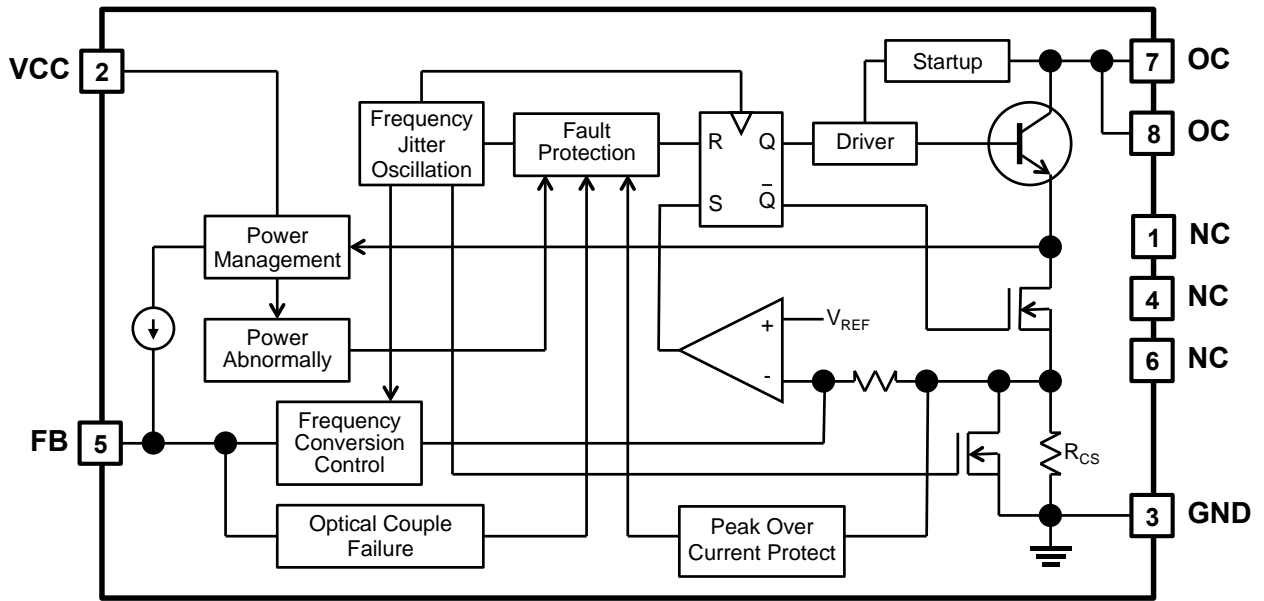 VCC
2
Startup
7
OC
Frequency
Jitter
Oscillation
Fault
Protection
R
Q
S
Q̅
Driver
8
OC
1
NC
Power
Management
4
NC
V_REF
+
-
Power
Abnormally
6
NC
FB
5
Frequency
Conversion
Control
R_CS
Optical Couple
Failure
Peak Over
Current Protect
3
GND